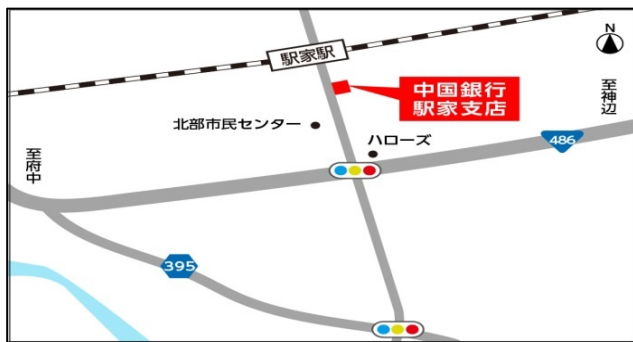 N
駅家駅
中国銀行
駅家支店
至神辺
北部市民センター
ハローズ
486
至府中
395